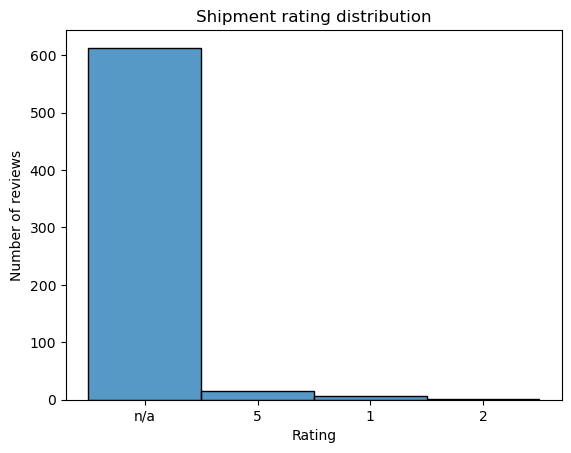 Shipment rating distribution
600
500
400
300
200
100
0
Number of reviews
n/a 5 1 2
Rating